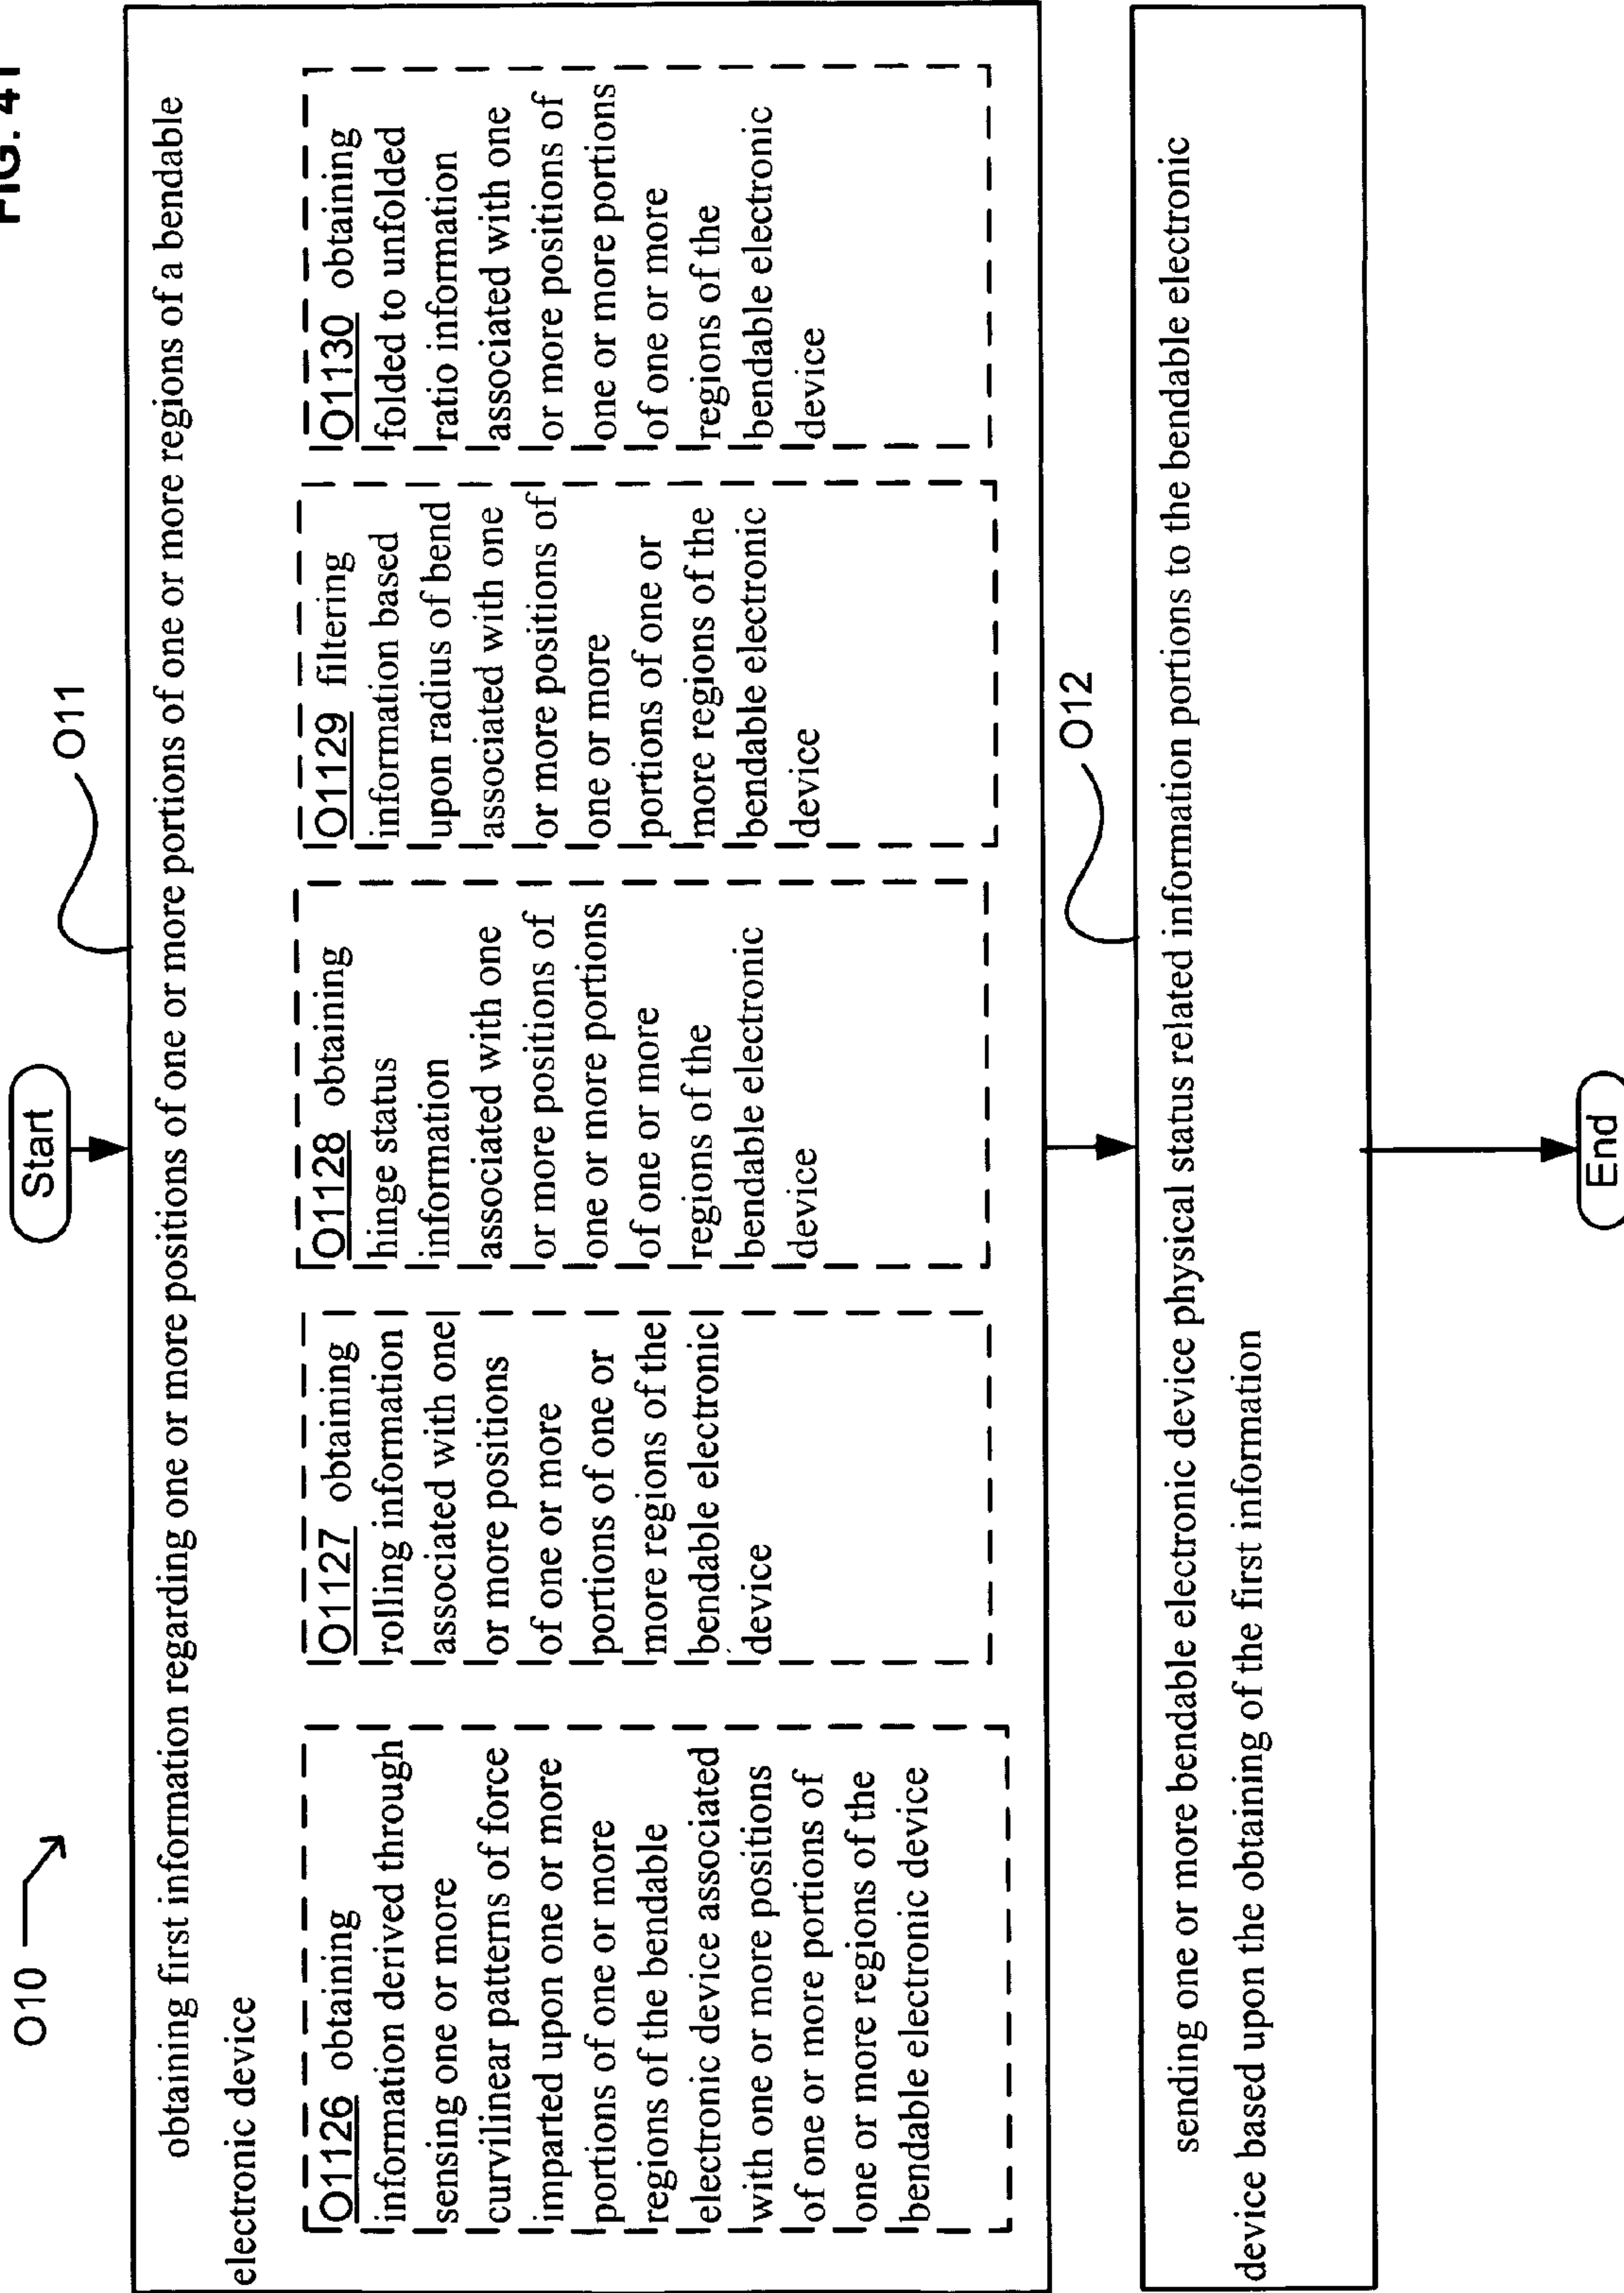 FIG. 41
O10
Start
O11
obtaining first information regarding one or more positions of one or more portions of one or more regions of a bendable
electronic device
O1126 obtaining
information derived through
sensing one or more
curvilinear patterns of force
imparted upon one or more
portions of one or more
regions of the bendable
electronic device associated
with one or more positions
of one or more portions of
one or more regions of the
bendable electronic device
O1127 obtaining
rolling information
associated with one
or more positions
of one or more
portions of one or
more regions of the
bendable electronic
device
O1128 obtaining
hinge status
information
associated with one
or more positions of
one or more portions
of one or more
regions of the
bendable electronic
device
O1129 filtering
information based
upon radius of bend
associated with one
or more positions of
one or more
portions of one or
more regions of the
bendable electronic
device
O1130 obtaining
folded to unfolded
ratio information
associated with one
or more positions of
one or more portions
of one or more
regions of the
bendable electronic
device
O12
sending one or more bendable electronic device physical status related information portions to the bendable electronic
device based upon the obtaining of the first information
End